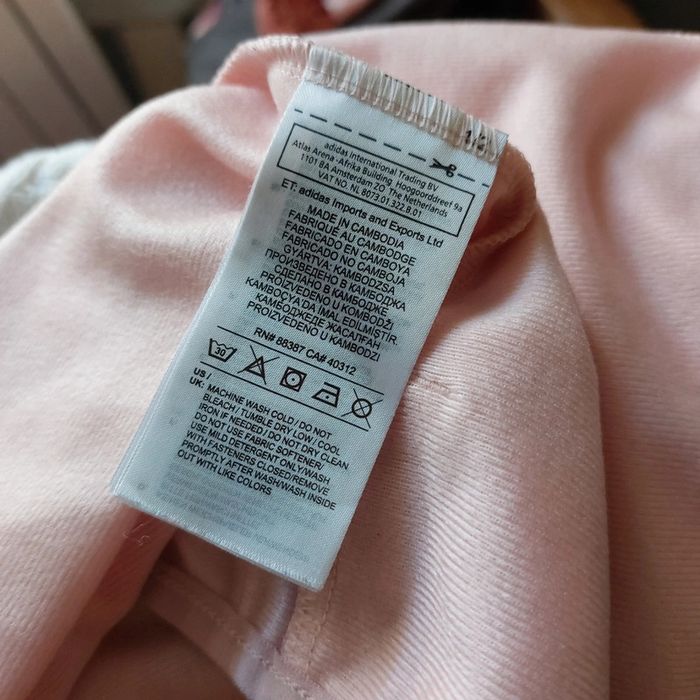 adidas International Trading BV
Atlas Arena -Afrika Building, Hoogoorddreef 9a
1101 BA Amsterdam ZO, The Netherlands
VAT NO. NL 8073.01.322.B.01
ET: adidas Imports and Exports Ltd
MADE IN CAMBODIA
FABRIQUÉ AU CAMBODGE
FABRICADO EN CAMBOYA
FABRICADO NO CAMBOJA
GYÁRTVA: KAMBODZSA
ПРОИЗВЕДЕНО В КАМБОДЖА
СДЕЛАНО В КАМБОДЖЕ
PROIZVEDENO U KOMBODŽI
KAMBOÇYA'DA İMAL EDİLMİŞTİR.
КАМБОДЖЕДЕ ЖАСАЛҒАН
PROIZVEDENO U KAMBODZI
RN# 88387 CA# 40312
30
US /
UK: MACHINE WASH COLD / DO NOT
BLEACH / TUMBLE DRY LOW / COOL
IRON IF NEEDED / DO NOT DRY CLEAN
DO NOT USE FABRIC SOFTENER/
USE MILD DETERGENT ONLY/WASH
WITH FASTENERS CLOSED/REMOVE
PROMPTLY AFTER WASH/WASH INSIDE
OUT WITH LIKE COLORS